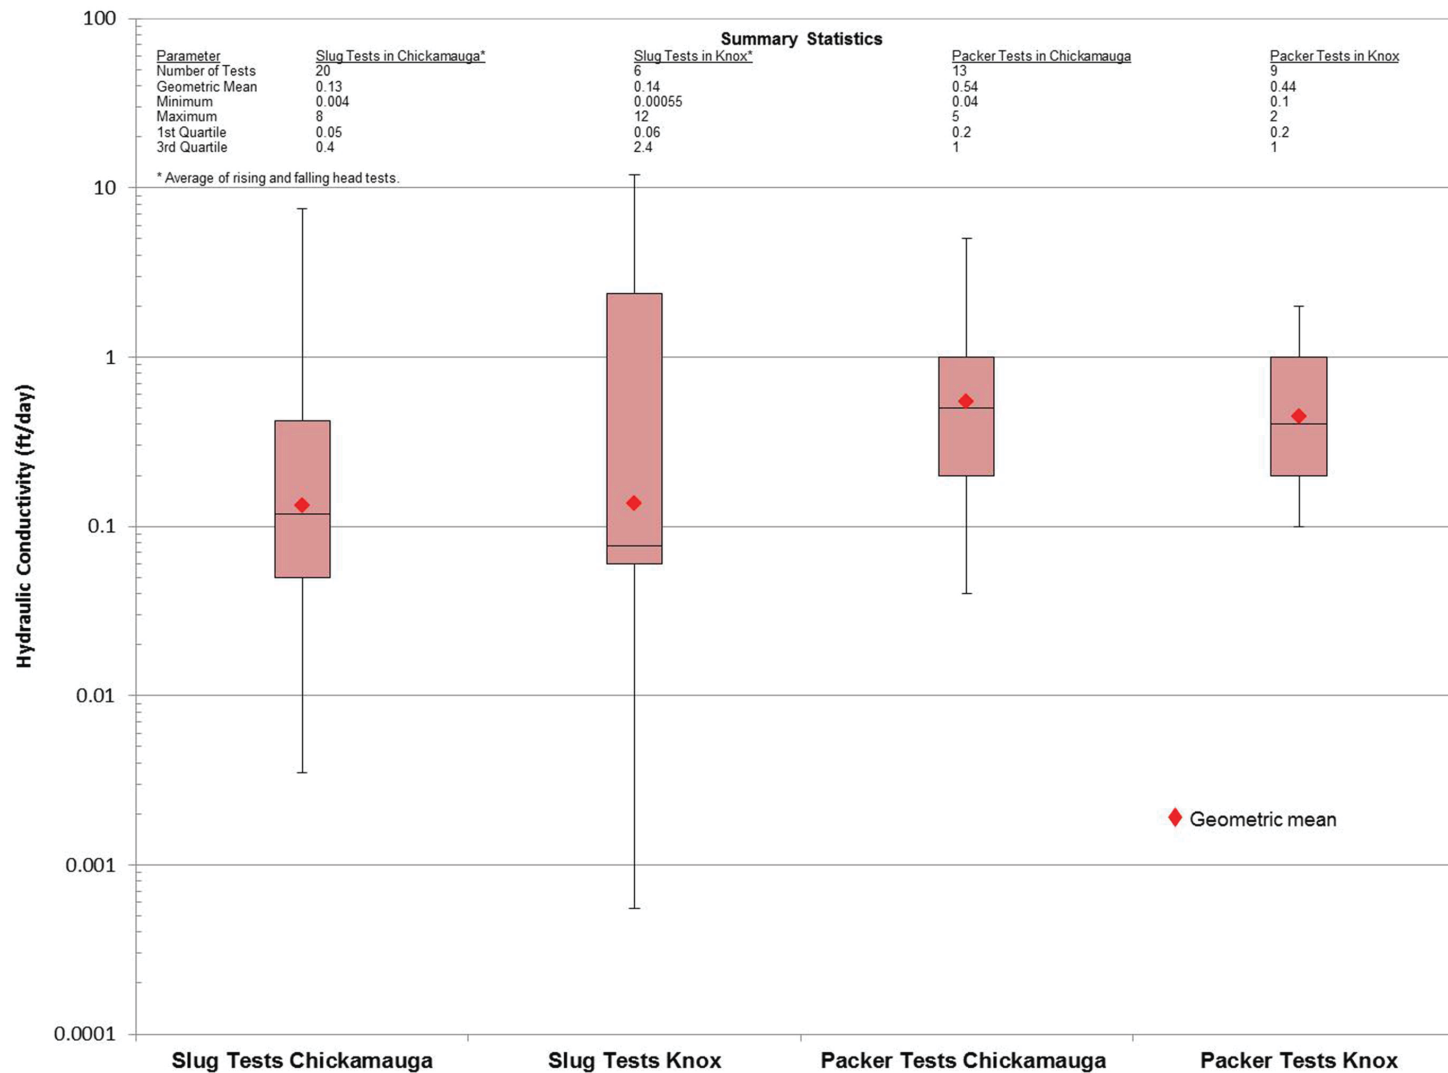 Summary Statistics
Parameter Slug Tests in Chickamauga* Slug Tests in Knox* Packer Tests in Chickamauga Packer Tests in Knox
Number of Tests 20 6 13 9
Geometric Mean 0.13 0.14 0.54 0.44
Minimum 0.004 0.00055 0.04 0.1
Maximum 8 12 5 2
1st Quartile 0.05 0.06 0.2 0.2
3rd Quartile 0.4 2.4 1 1
* Average of rising and falling head tests.
Hydraulic Conductivity (ft/day)
100
10
1
0.1
0.01
0.001
0.0001
Geometric mean
Slug Tests Chickamauga Slug Tests Knox Packer Tests Chickamauga Packer Tests Knox